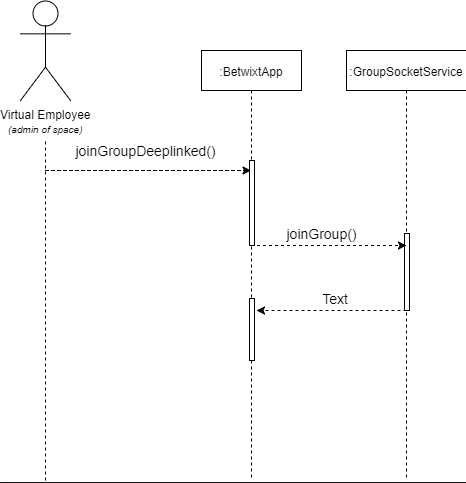 :BetwixtApp
:GroupSocketService
Virtual Employee
(admin of space)
joinGroupDeeplinked()
joinGroup()
Text